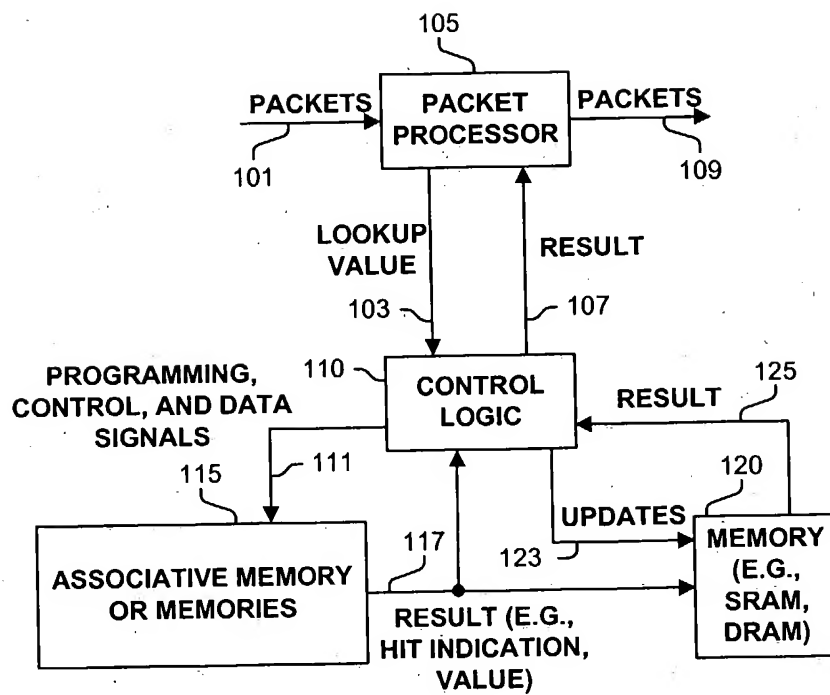 105
PACKETS
PACKET
PROCESSOR
PACKETS
101
109
LOOKUP
VALUE
RESULT
103
107
PROGRAMMING,
CONTROL, AND DATA
SIGNALS
110
CONTROL
LOGIC
RESULT
125
111
115
120
UPDATES
123
117
ASSOCIATIVE MEMORY
OR MEMORIES
MEMORY
(E.G.,
SRAM,
DRAM)
RESULT (E.G.,
HIT INDICATION,
VALUE)